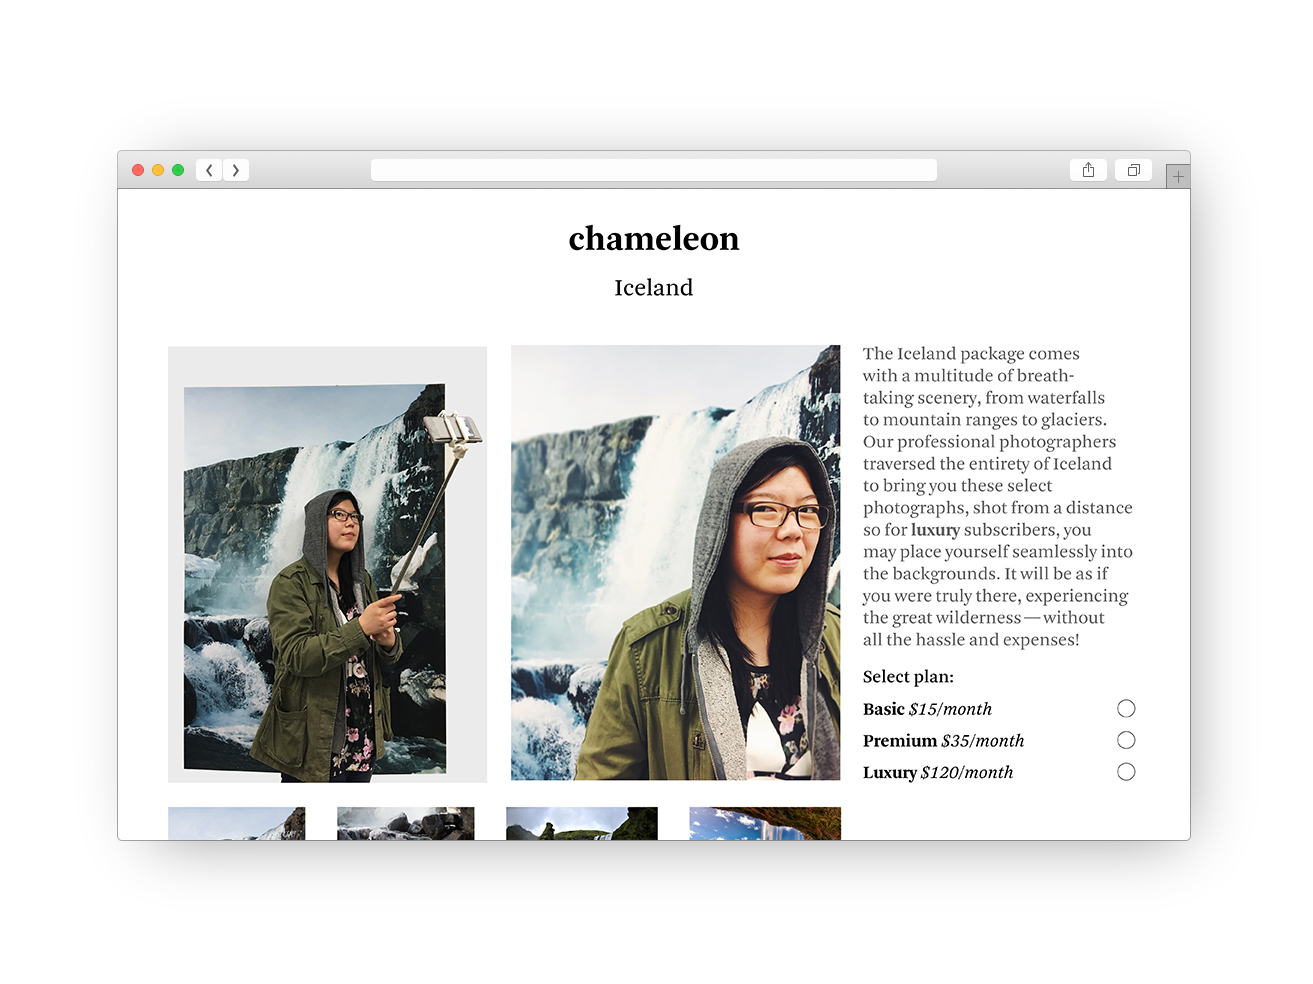 chameleon
Iceland
The Iceland package comes
with a multitude of breath-
taking scenery, from waterfalls
to mountain ranges to glaciers.
Our professional photographers
traversed the entirety of Iceland
to bring you these select
photographs, shot from a distance
so for luxury subscribers, you
may place yourself seamlessly into
the backgrounds. It will be as if
you were truly there, experiencing
the great wilderness — without
all the hassle and expenses!
Select plan:
Basic $15/month
Premium $35/month
Luxury $120/month